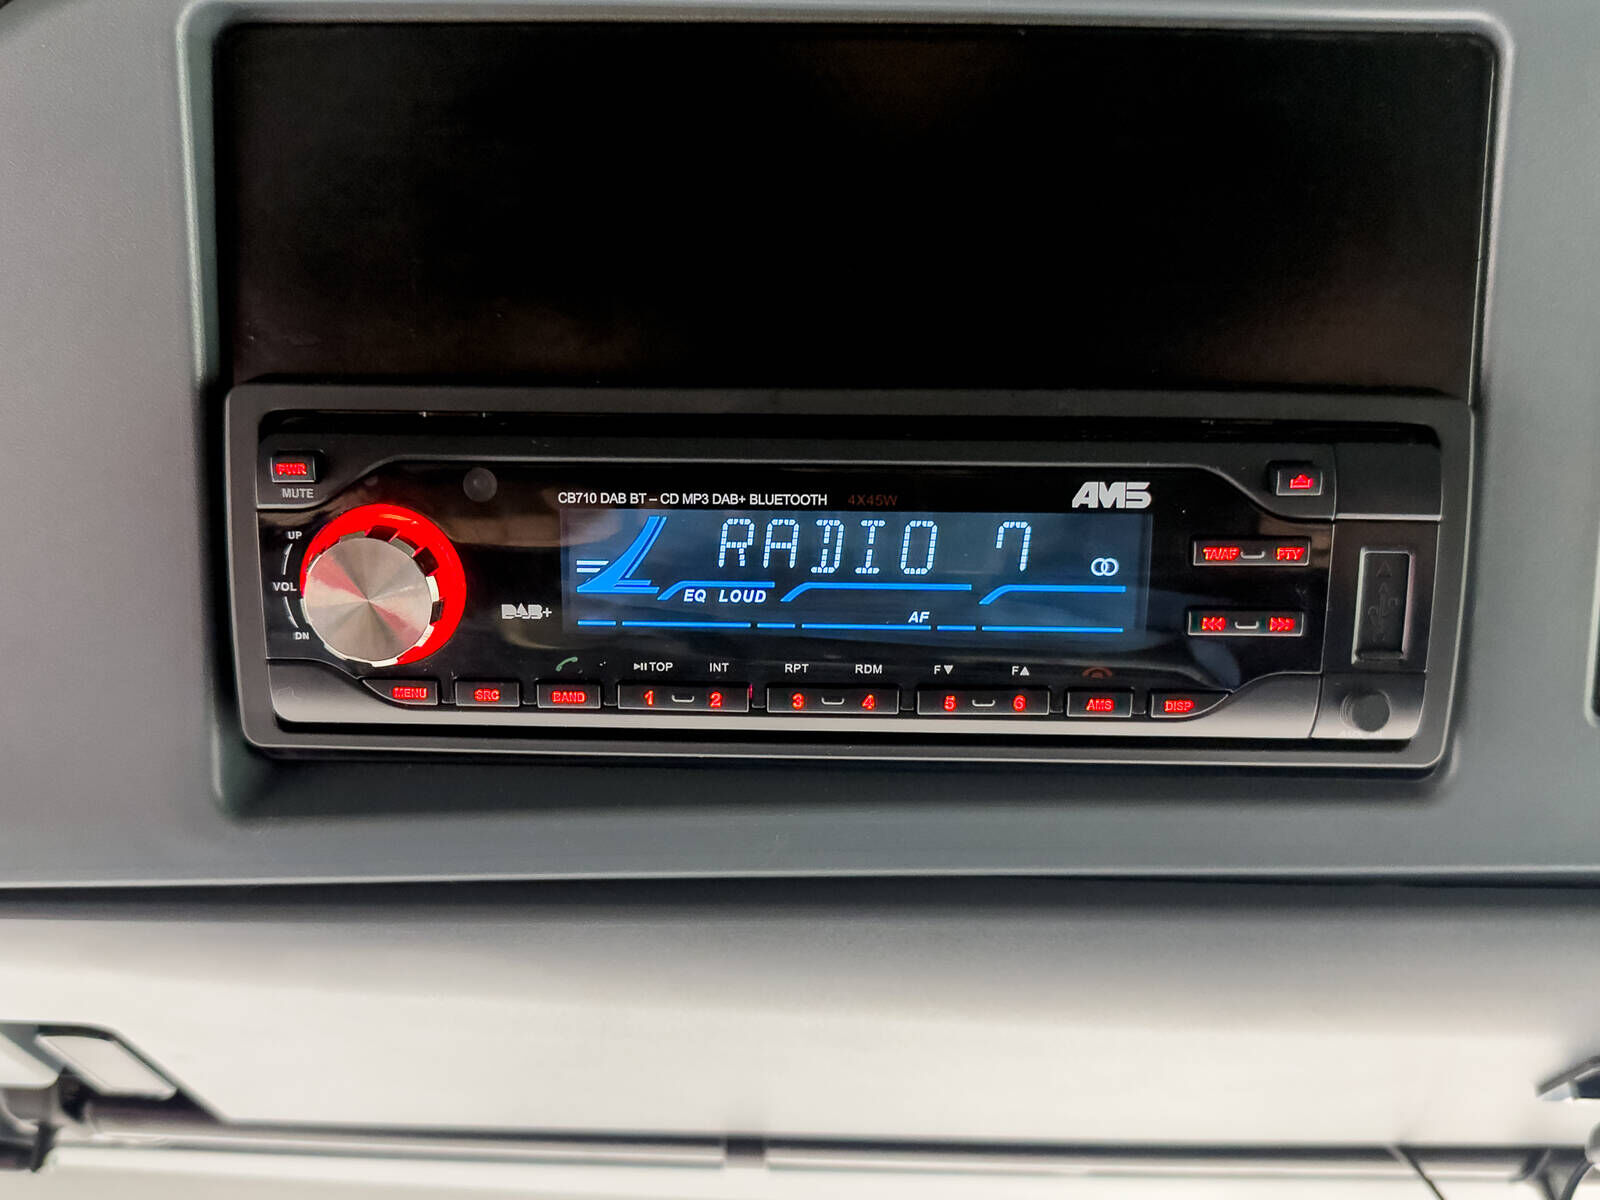 PWR
MUTE
CB710 DAB BT – CD MP3 DAB+ BLUETOOTH 4X45W
AMS
UP
VOL
DN
RADIO 7
EQ LOUD
AF
DAB+
TA/AF PTY
TOP INT RPT RDM F▼ F▲
MENU SRC BAND 1 2 3 4 5 6 AMS DISP